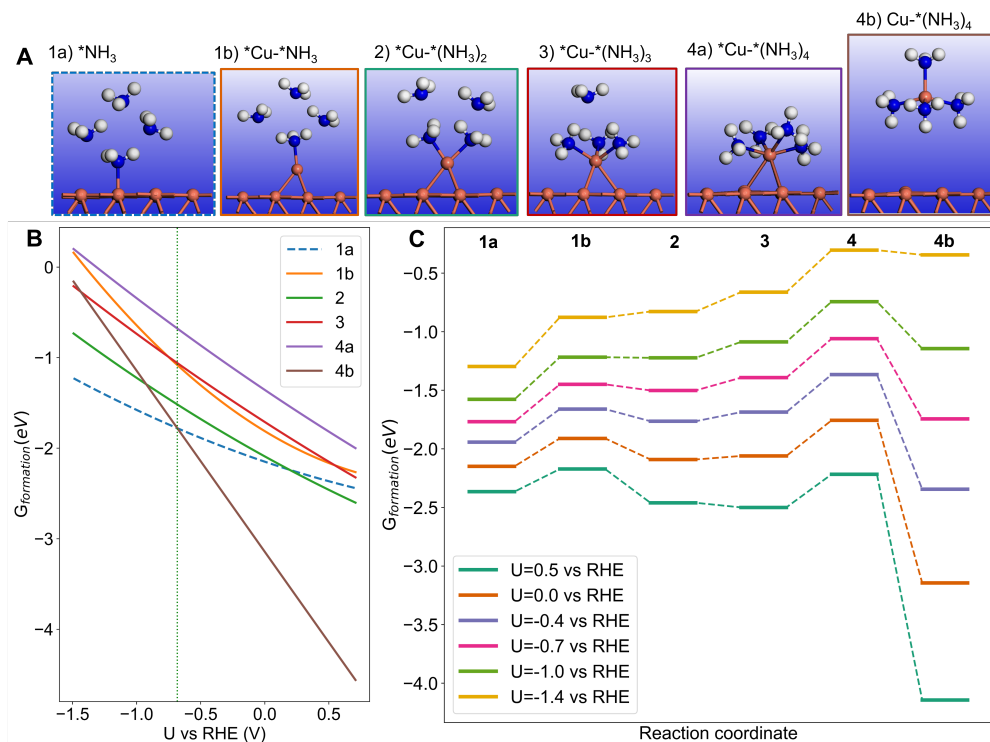 A
1a) *NH3
1b) *Cu-*NH3
2) *Cu-*(NH3)2
3) *Cu-*(NH3)3
4a) *Cu-*(NH3)4
4b) Cu-*(NH3)4
B
Gformation(eV)
0
−1
−2
−3
−4
1a
1b
2
3
4a
4b
−1.5 −1.0 −0.5 0.0 0.5
U vs RHE (V)
C
1a 1b 2 3 4 4b
Gformation(eV)
−0.5
−1.0
−1.5
−2.0
−2.5
−3.0
−3.5
−4.0
U=0.5 vs RHE
U=0.0 vs RHE
U=-0.4 vs RHE
U=-0.7 vs RHE
U=-1.0 vs RHE
U=-1.4 vs RHE
Reaction coordinate